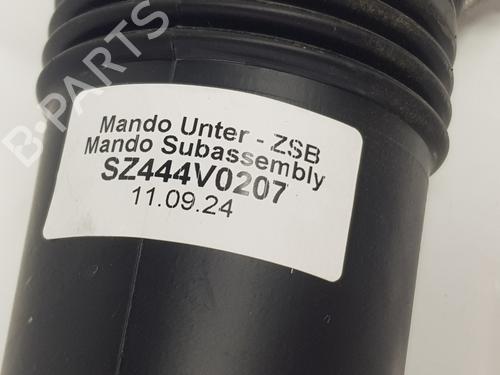 B-PARTS
Mando Unter - ZSB
Mando Subassembly
SZ444V0207
11.09.24